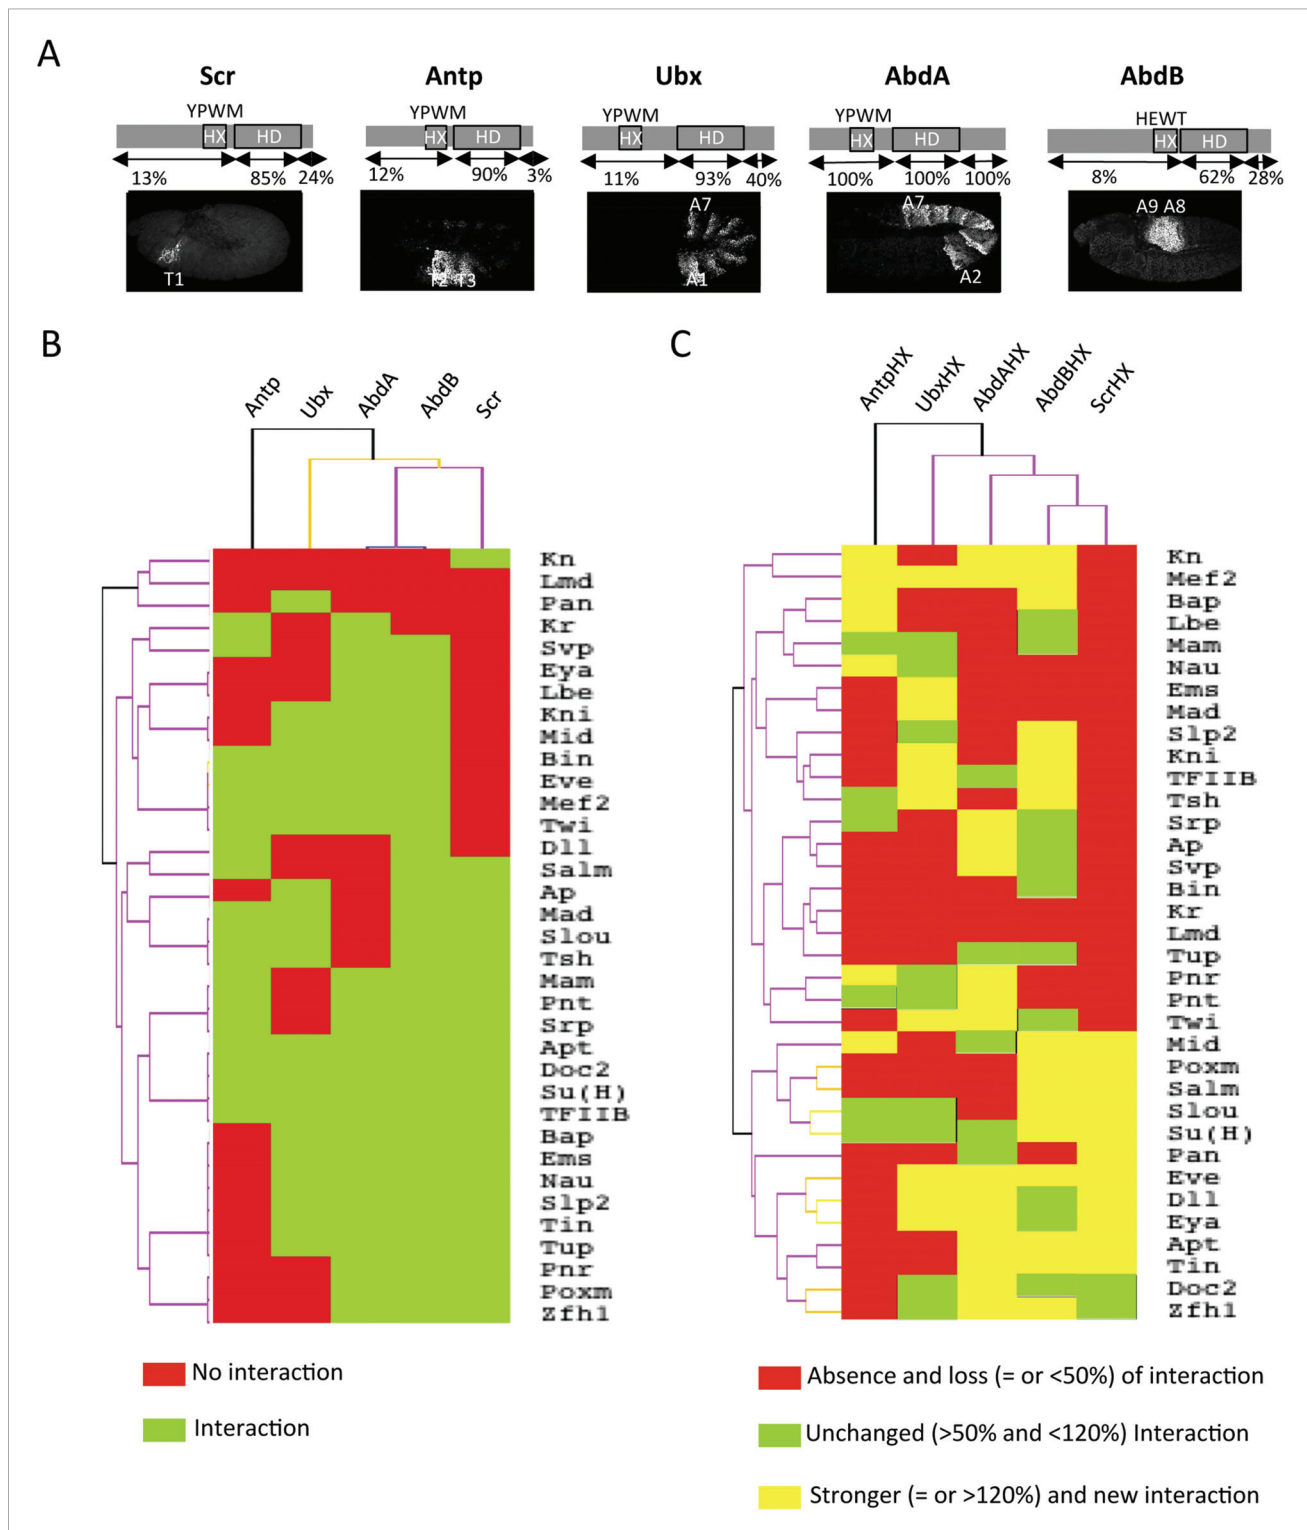 A
Scr Antp Ubx AbdA AbdB
YPWM YPWM YPWM YPWM HEWT
HX HD HX HD HX HD HX HD HX HD
13% 85% 24% 12% 90% 3% 11% 93% 40% 100% 100% 100% 8% 62% 28%
T1 T2 T3 A7 A1 A7 A2 A9 A8
B
Antp Ubx AbdA AbdB Scr
Kn
Lmd
Pan
Kr
Svp
Eya
Lbe
Kni
Mid
Bin
Eve
Mef2
Twi
Dll
Salm
Ap
Mad
Slou
Tsh
Mam
Pnt
Srp
Apt
Doc2
Su(H)
TFIIB
Bap
Ems
Nau
Slp2
Tin
Tup
Pnr
Poxm
Zfh1
No interaction
Interaction
C
AntpHX UbxHX AbdAHX AbdBHX ScrHX
Kn
Mef2
Bap
Lbe
Mam
Nau
Ems
Mad
Slp2
Kni
TFIIB
Tsh
Srp
Ap
Svp
Bin
Kr
Lmd
Tup
Pnr
Pnt
Twi
Mid
Poxm
Salm
Slou
Su(H)
Pan
Eve
Dll
Eya
Apt
Tin
Doc2
Zfh1
Absence and loss (= or <50%) of interaction
Unchanged (>50% and <120%) Interaction
Stronger (= or >120%) and new interaction